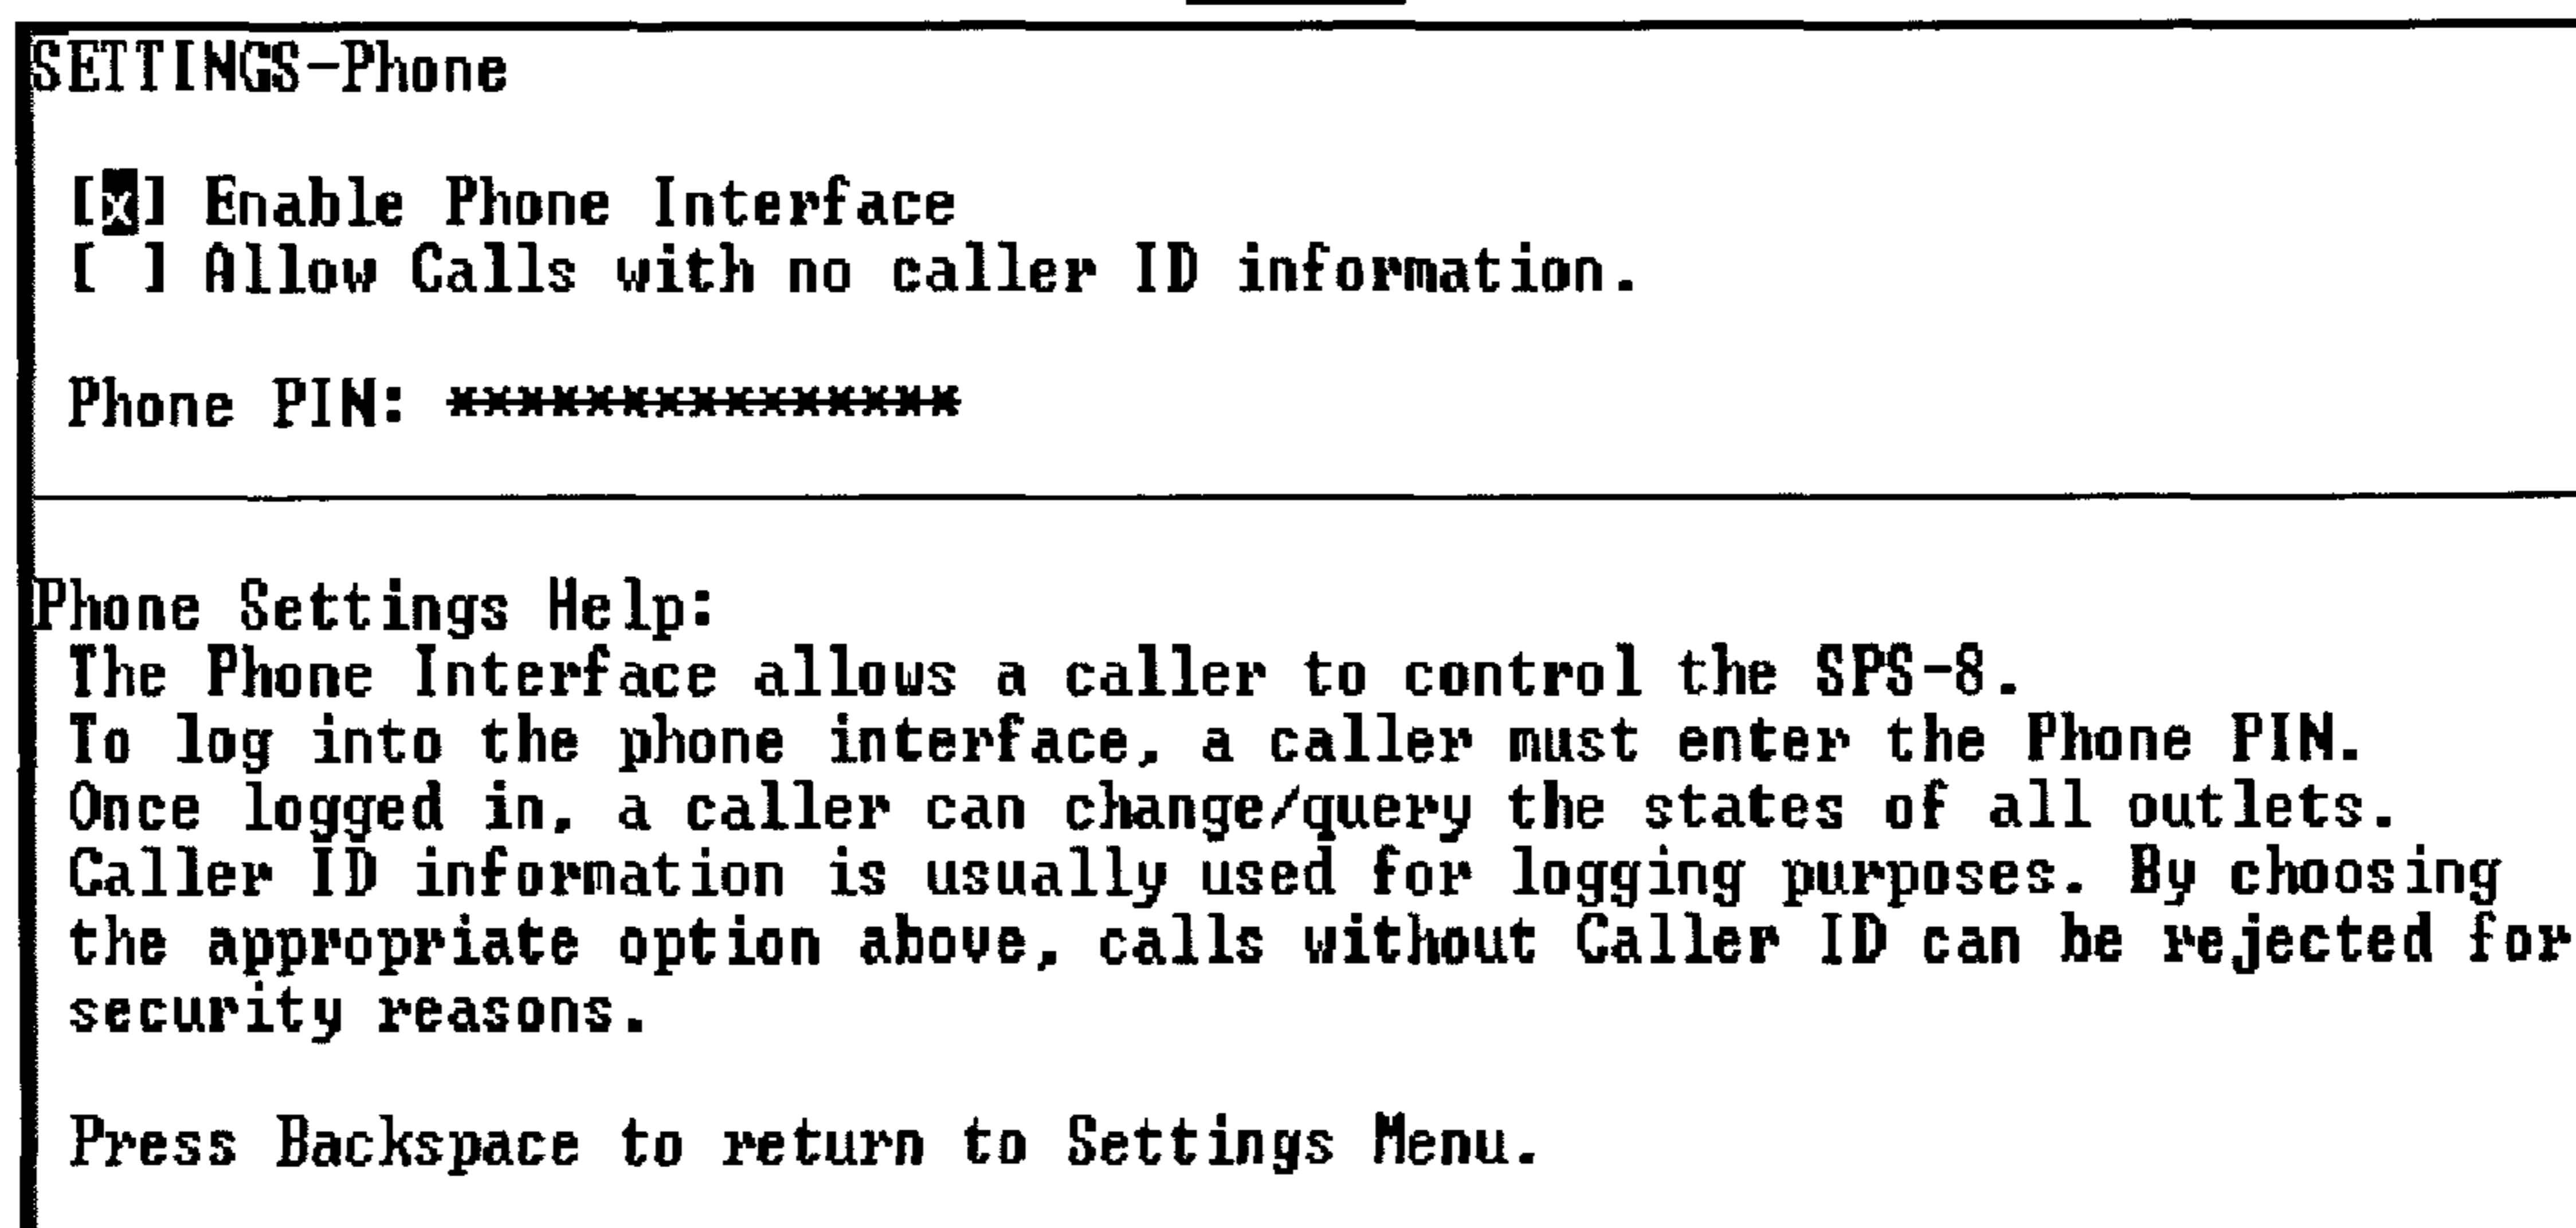 SETTINGS-Phone
[x] Enable Phone Interface
[ ] Allow Calls with no caller ID information.
Phone PIN: ***************
Phone Settings Help:
The Phone Interface allows a caller to control the SPS-8.
To log into the phone interface, a caller must enter the Phone PIN.
Once logged in, a caller can change/query the states of all outlets.
Caller ID information is usually used for logging purposes. By choosing
the appropriate option above, calls without Caller ID can be rejected for
security reasons.
Press Backspace to return to Settings Menu.